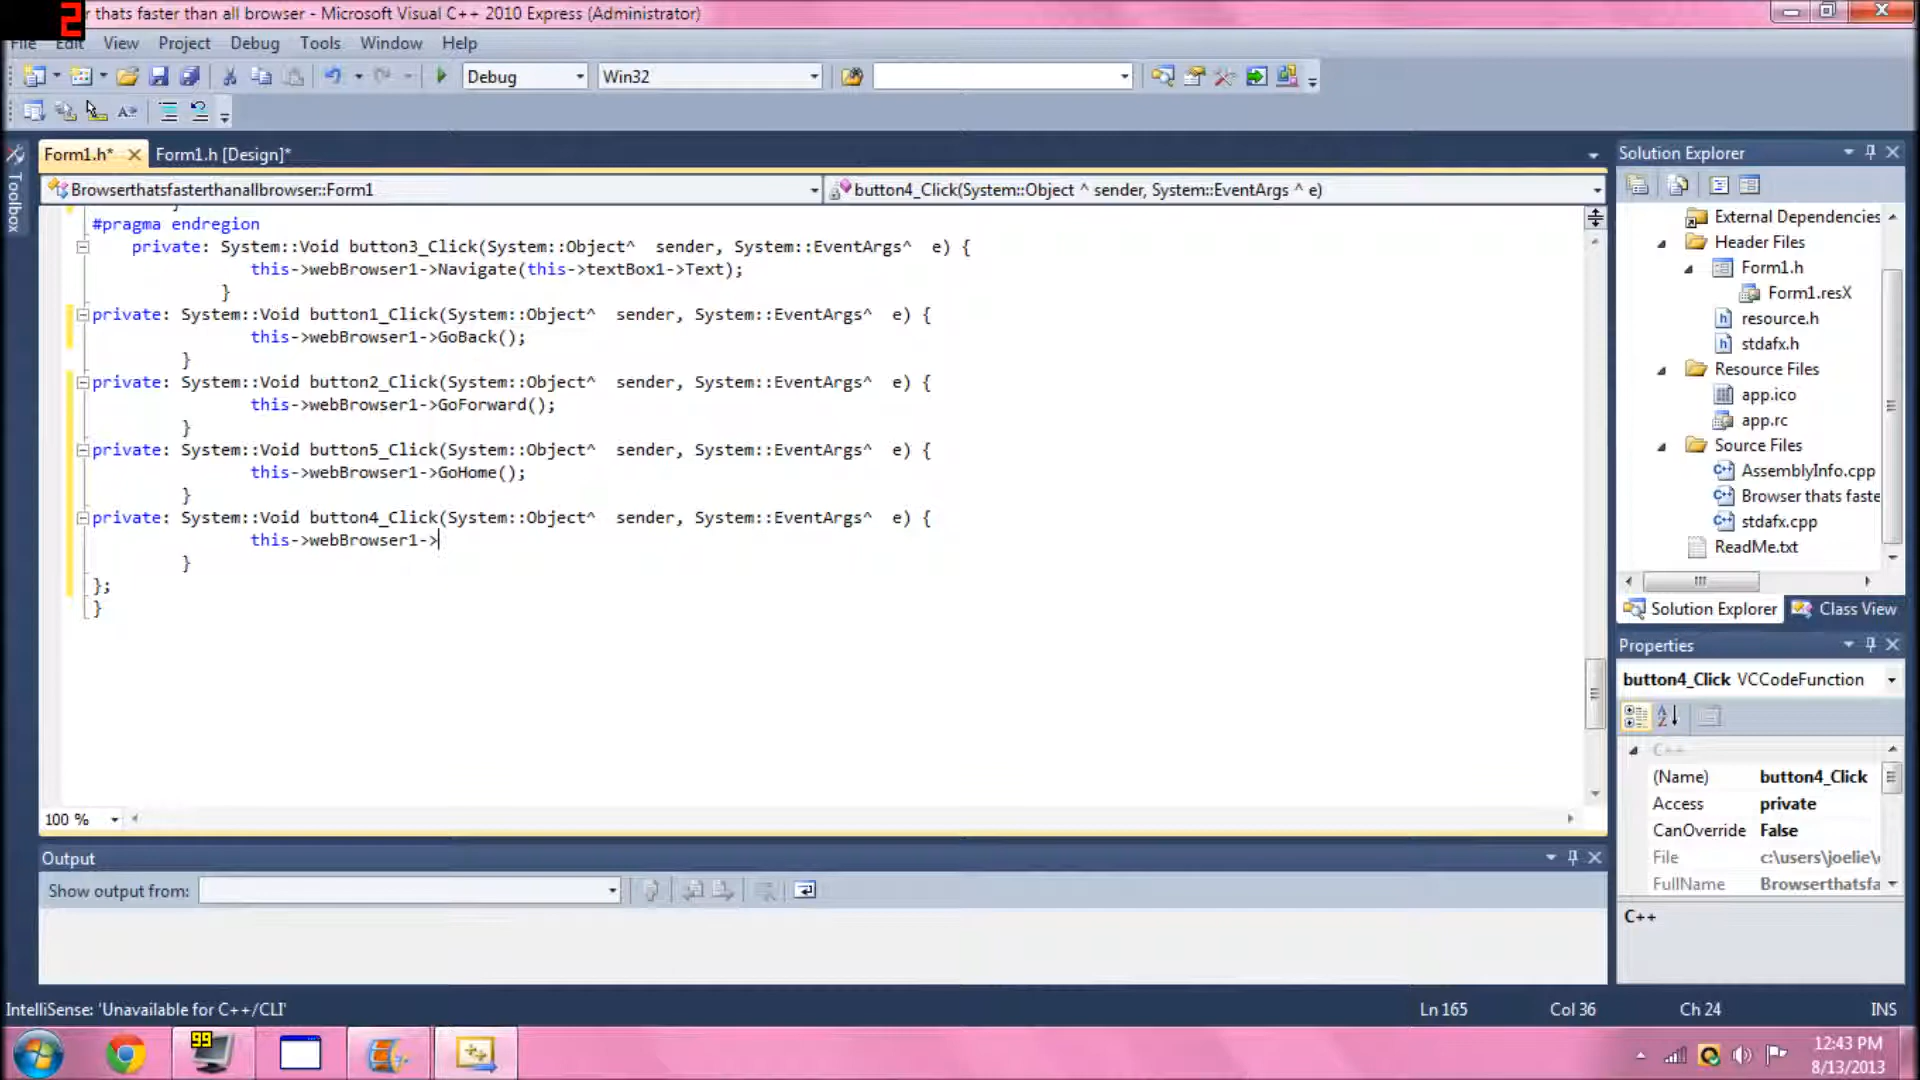 2
r thats faster than all browser - Microsoft Visual C++ 2010 Express (Administrator)
File Edit View Project Debug Tools Window Help
Debug Win32
Form1.h* Form1.h [Design]*
Toolbox
Browserthatsfasterthanallbrowser::Form1 button4_Click(System::Object ^ sender, System::EventArgs ^ e)
#pragma endregion
private: System::Void button3_Click(System::Object^  sender, System::EventArgs^  e) {
this->webBrowser1->Navigate(this->textBox1->Text);
}
private: System::Void button1_Click(System::Object^  sender, System::EventArgs^  e) {
this->webBrowser1->GoBack();
}
private: System::Void button2_Click(System::Object^  sender, System::EventArgs^  e) {
this->webBrowser1->GoForward();
}
private: System::Void button5_Click(System::Object^  sender, System::EventArgs^  e) {
this->webBrowser1->GoHome();
}
private: System::Void button4_Click(System::Object^  sender, System::EventArgs^  e) {
this->webBrowser1->
}
};
}
100 %
Output
Show output from:
Solution Explorer
External Dependencies
Header Files
Form1.h
Form1.resX
resource.h
stdafx.h
Resource Files
app.ico
app.rc
Source Files
AssemblyInfo.cpp
Browser thats faste
stdafx.cpp
ReadMe.txt
Solution Explorer Class View
Properties
button4_Click VCCodeFunction
C++
(Name) button4_Click
Access private
CanOverride False
File c:\users\joelie\
FullName Browserthatsfa
C++
IntelliSense: 'Unavailable for C++/CLI' Ln 165 Col 36 Ch 24 INS
99
12:43 PM
8/13/2013